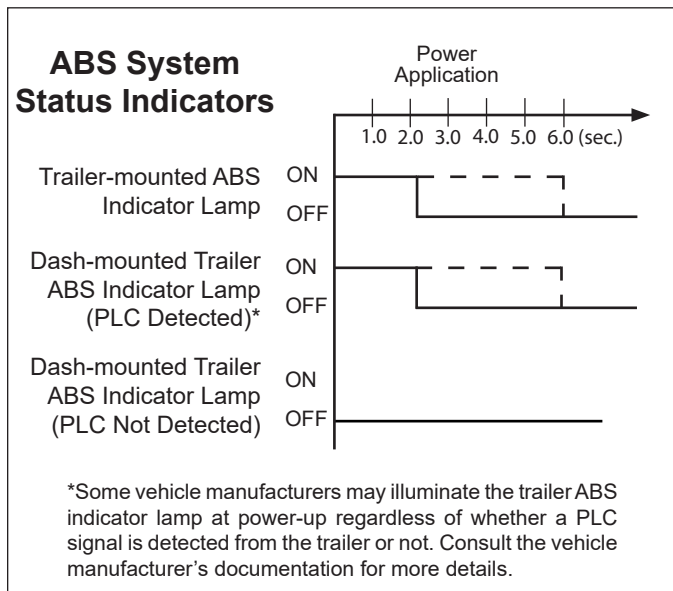 ABS System
Status Indicators
Power
Application
1.0 2.0 3.0 4.0 5.0 6.0 (sec.)
Trailer-mounted ABS
Indicator Lamp
ON
OFF
Dash-mounted Trailer
ABS Indicator Lamp
(PLC Detected)*
ON
OFF
Dash-mounted Trailer
ABS Indicator Lamp
(PLC Not Detected)
ON
OFF
*Some vehicle manufacturers may illuminate the trailer ABS
indicator lamp at power-up regardless of whether a PLC
signal is detected from the trailer or not. Consult the vehicle
manufacturer's documentation for more details.